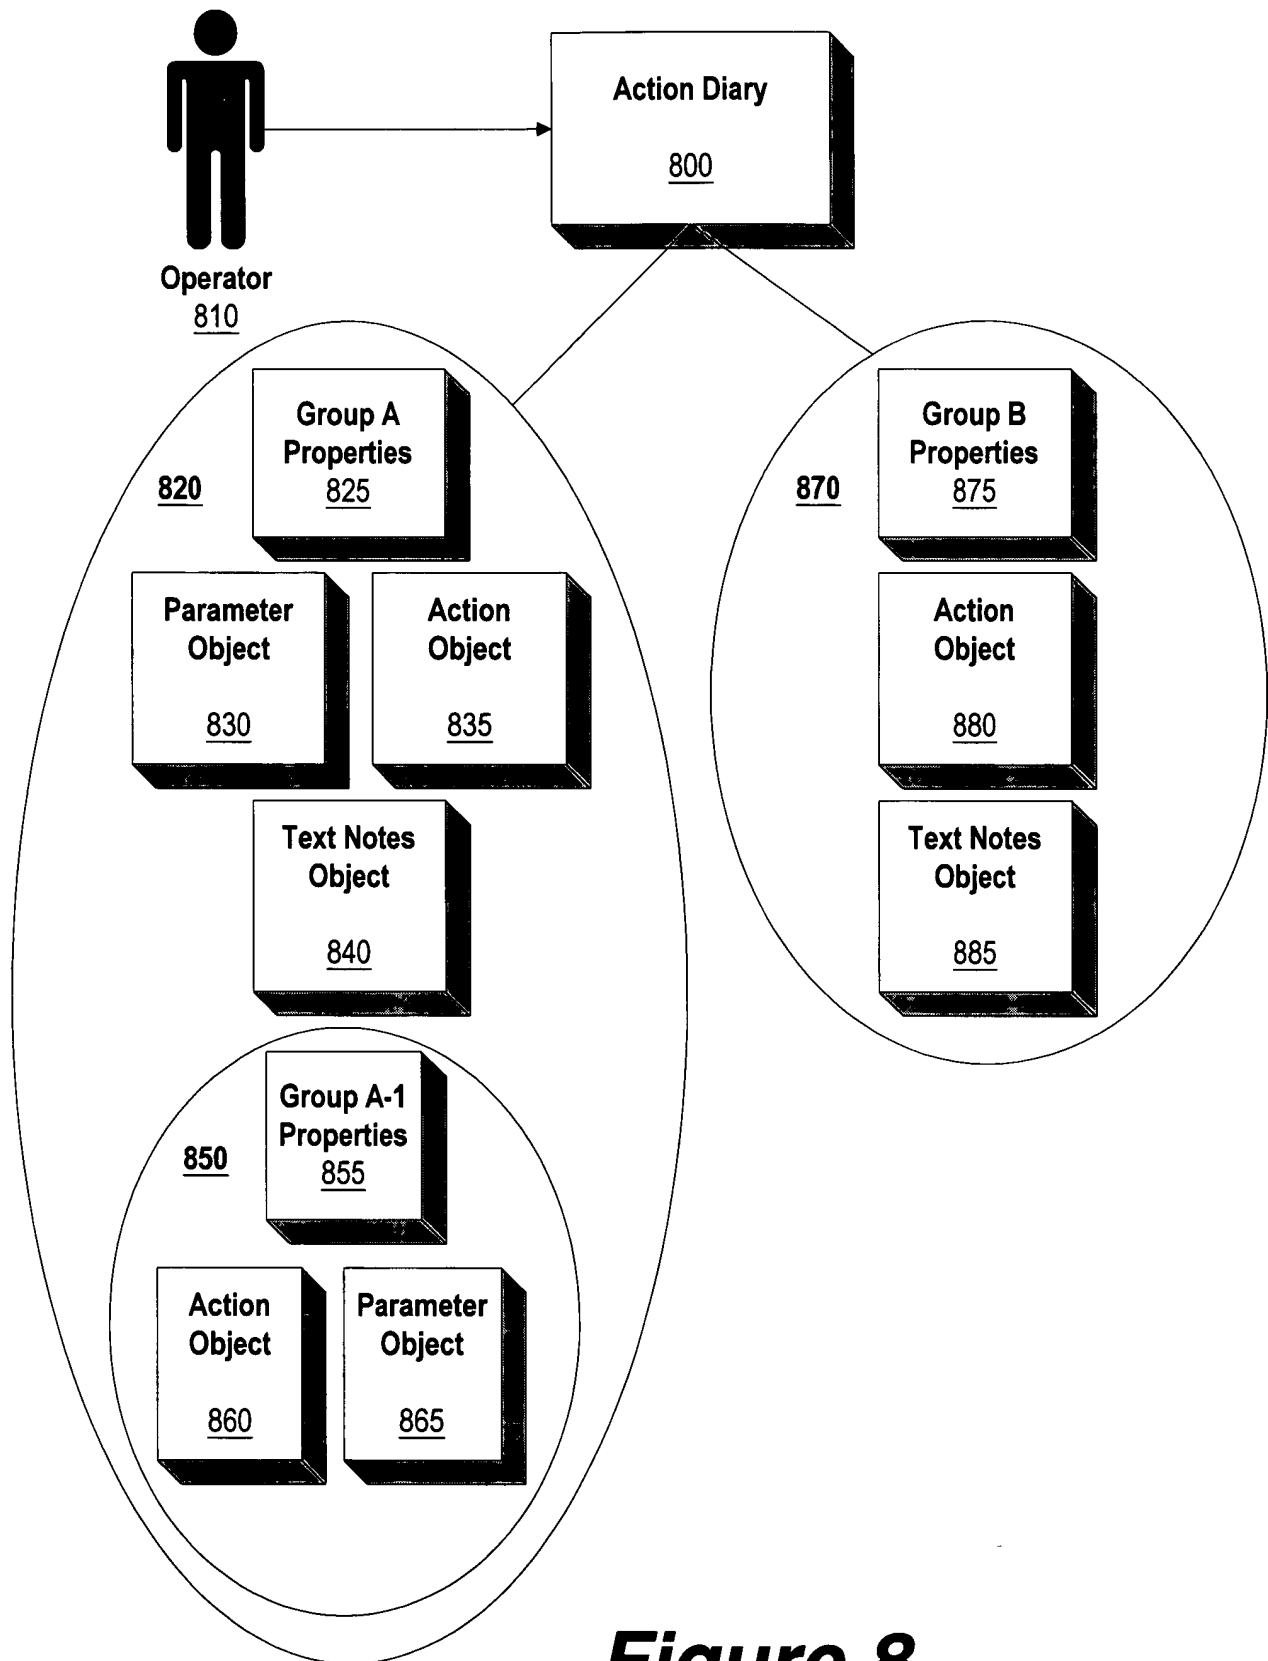 Action Diary
800
Operator
810
820
Group A
Properties
825
Parameter
Object
830
Action
Object
835
Text Notes
Object
840
850
Group A-1
Properties
855
Action
Object
860
Parameter
Object
865
870
Group B
Properties
875
Action
Object
880
Text Notes
Object
885
Figure 8